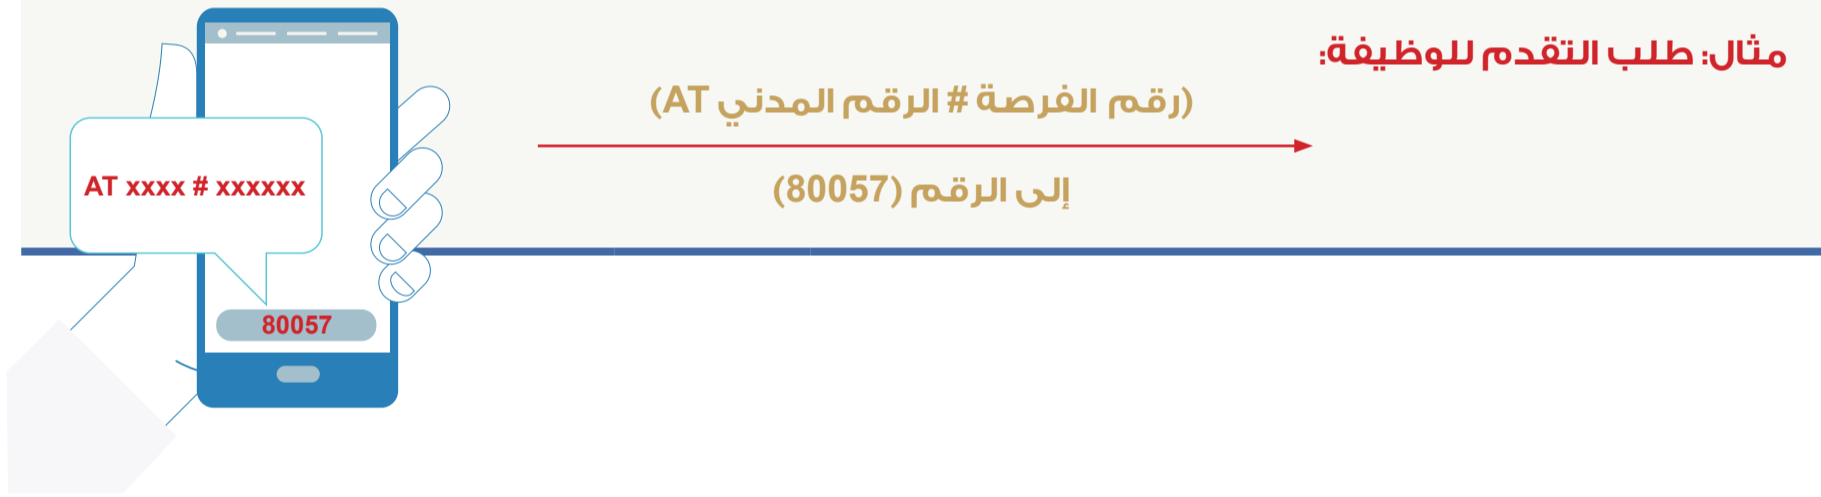 مثال: طلب التقدم للوظيفة:
(رقم الفرصة # الرقم المدني AT)
إلى الرقم (80057)
AT xxxx # xxxxxx
80057